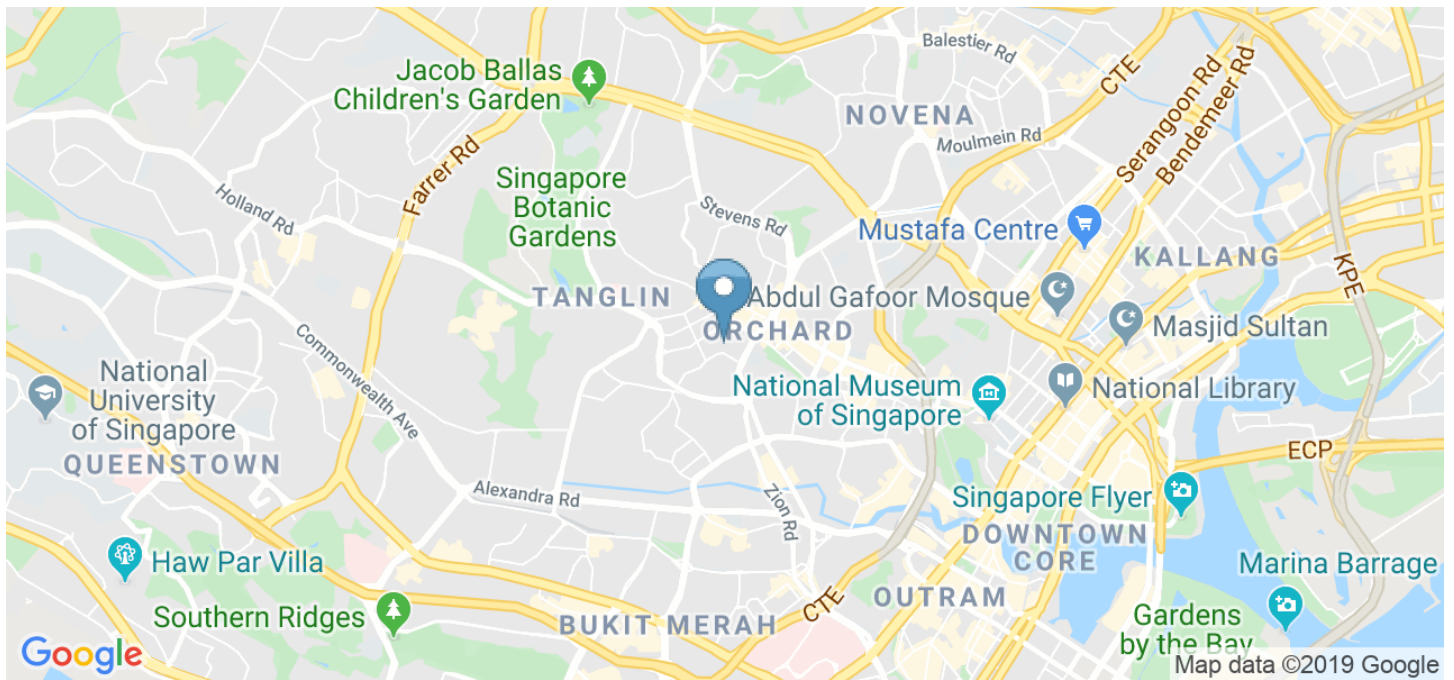 Balestier Rd
CTE
Serangoon Rd
Bendemeer Rd
Jacob Ballas
Children's Garden
NOVENA
Moulmein Rd
Farrer Rd
Holland Rd
Singapore
Botanic
Gardens
Stevens Rd
Mustafa Centre
KALLANG
KPE
TANGLIN
Abdul Gafoor Mosque
ORCHARD
Masjid Sultan
Commonwealth Ave
National
University
of Singapore
National Museum
of Singapore
National Library
QUEENSTOWN
ECP
Alexandra Rd
Zion Rd
Singapore Flyer
DOWNTOWN
CORE
Haw Par Villa
Marina Barrage
Southern Ridges
CTE
OUTRAM
BUKIT MERAH
Gardens
by the Bay
Google
Map data ©2019 Google